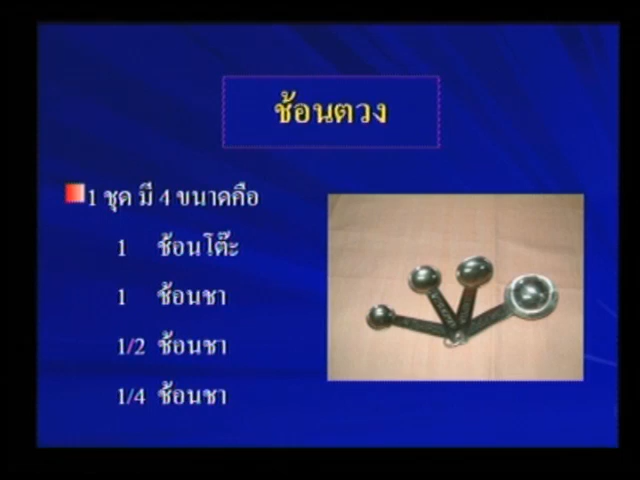 ช้อนตวง
1 ชุด มี 4 ขนาดคือ
1 ช้อนโต๊ะ
1 ช้อนชา
1/2 ช้อนชา
1/4 ช้อนชา